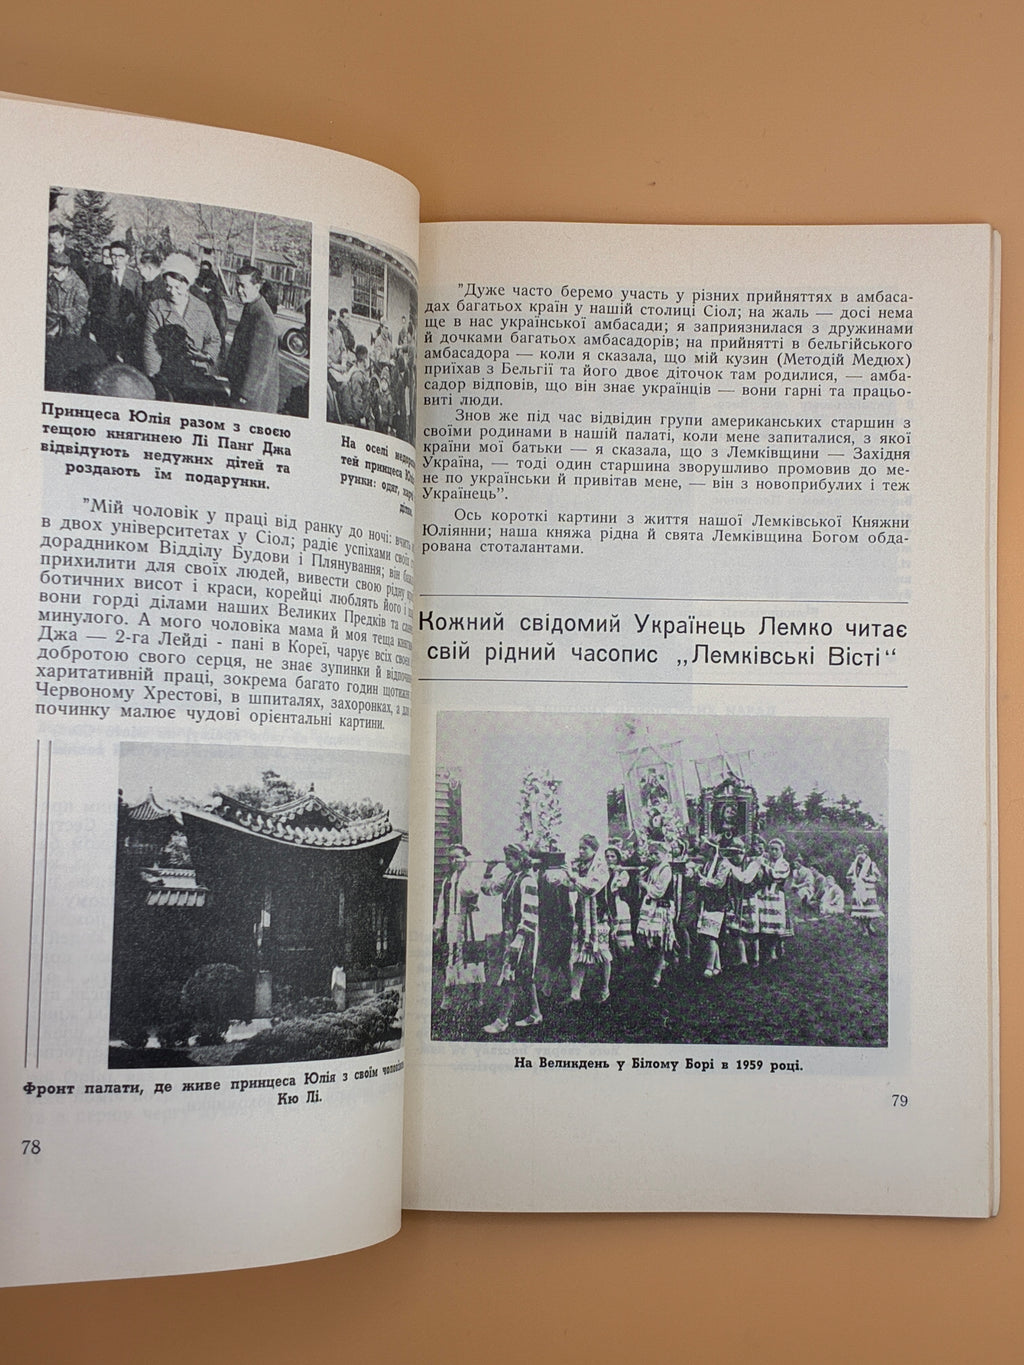 Принцеса Юлія разом з своєю
тещою княгинею Лі Панґ Джа
відвідують недужих дітей та
роздають їм подарунки.
На оселі
тей принцеса
рунки: одяг,
"Мій чоловік у праці від ранку до ночі:
в двох університетах у Сіол; радіє успіхами своїх
дорадником Відділу Будови і Плянування; він
прихилити для своїх людей, вивести свою рідну
ботичних висот і краси, корейці люблять його і
вони горді ділами наших Великих Предків та
минулого. А мого чоловіка мама й моя теща
Джа — 2-га Лейді - пані в Кореї, чарує всіх
добротою свого серця, не знає зупинки й
харитативній праці, зокрема багато годин
Червоному Хрестові, в шпиталях, захоронках, а
починку малює чудові орієнтальні картини.
Фронт палати, де живе принцеса Юлія з своїм
Кю Лі.
78
"Дуже часто беремо участь у різних прийняттях в амбаса-
дах багатьох країн у нашій столиці Сіол; на жаль — досі нема
ще в нас української амбасади; я заприязнилася з дружинами
й дочками багатьох амбасадорів; на прийнятті в бельгійського
амбасадора — коли я сказала, що мій кузин (Методій Медюх)
приїхав з Бельгії та його двоє діточок там родилися, — амба-
садор відповів, що він знає українців — вони гарні та працьо-
виті люди.
Знов же під час відвідин групи американських старшин з
своїми родинами в нашій палаті, коли мене запиталися, з якої
країни мої батьки — я сказала, що з Лемківщини — Західня
Україна, — тоді один старшина зворушливо промовив до ме-
не по українськи й привітав мене, — він з новоприбулих і теж
Українець".
Ось короткі картини з життя нашої Лемківської Княжни
Юліянни; наша княжа рідна й свята Лемківщина Богом обда-
рована стоталантами.
Кожний свідомий Українець Лемко читає
свій рідний часопис „Лемківські Вісті“
На Великдень у Білому Борі в 1959 році.
79